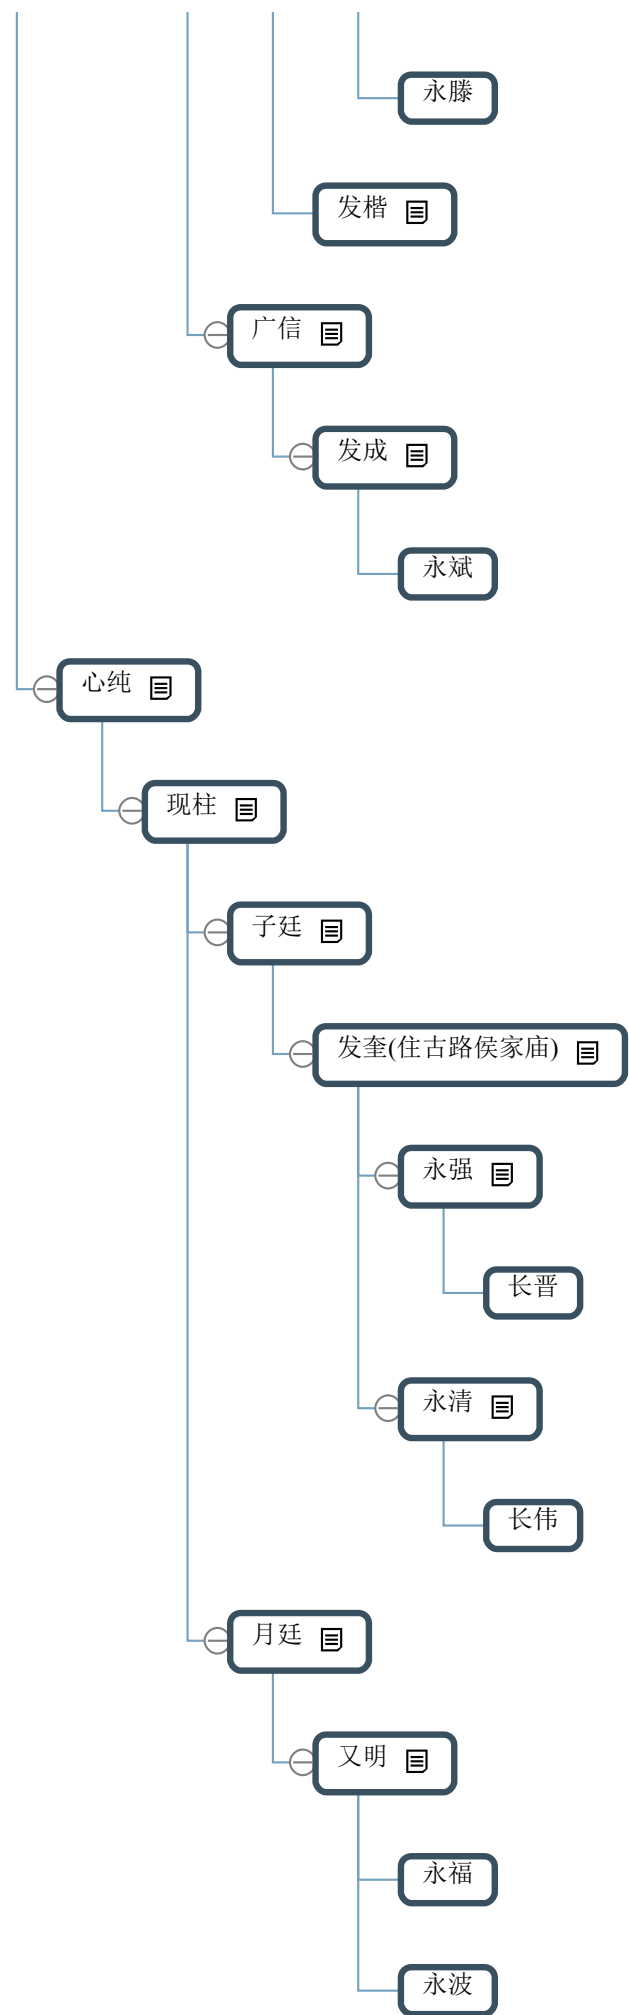 永滕
发楷
广信
发成
永斌
心纯
现柱
子廷
发奎(住古路侯家庙)
永强
长晋
永清
长伟
月廷
又明
永福
永波